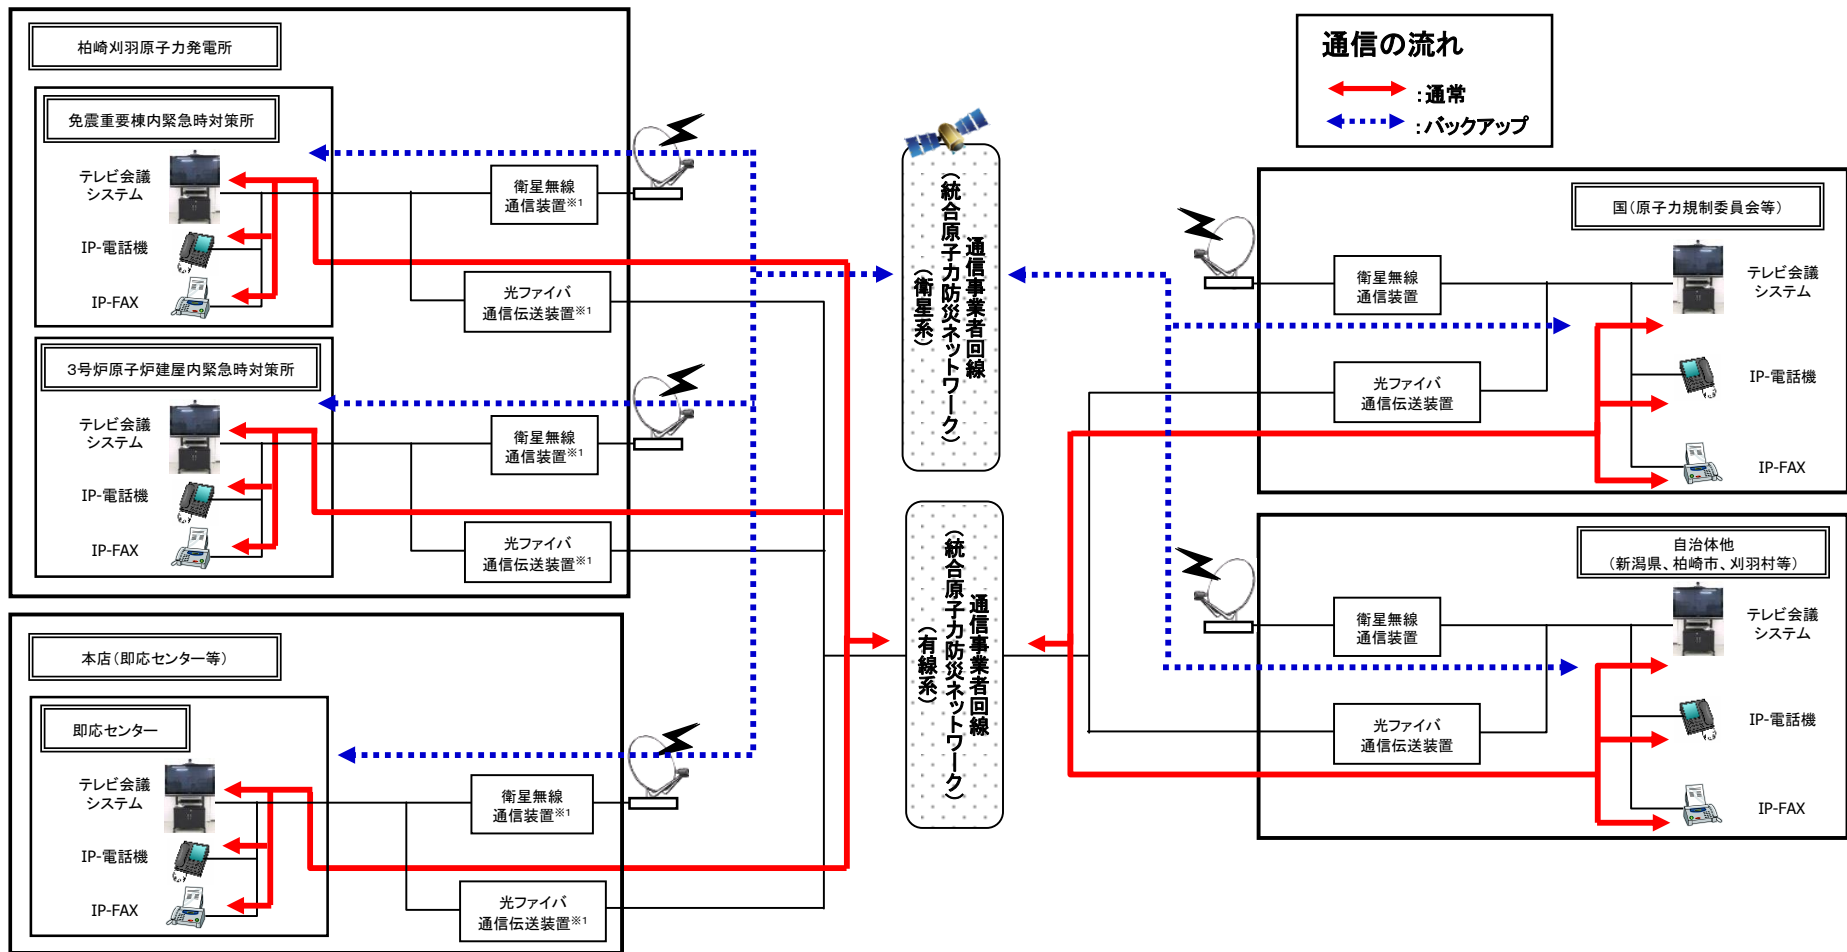 柏崎刈羽原子力発電所
免震重要棟内緊急時対策所
テレビ会議
システム
IP-電話機
IP-FAX
衛星無線
通信装置※1
光ファイバ
通信伝送装置※1
3号炉原子炉建屋内緊急時対策所
テレビ会議
システム
IP-電話機
IP-FAX
衛星無線
通信装置※1
光ファイバ
通信伝送装置※1
本店(即応センター等)
即応センター
テレビ会議
システム
IP-電話機
IP-FAX
衛星無線
通信装置※1
光ファイバ
通信伝送装置※1
通信事業者回線
(統合原子力防災ネットワーク)
(衛星系)
通信事業者回線
(統合原子力防災ネットワーク)
(有線系)
通信の流れ
:通常
:バックアップ
国(原子力規制委員会等)
衛星無線
通信装置
光ファイバ
通信伝送装置
テレビ会議
システム
IP-電話機
IP-FAX
自治体他
(新潟県、柏崎市、刈羽村等)
衛星無線
通信装置
光ファイバ
通信伝送装置
テレビ会議
システム
IP-電話機
IP-FAX